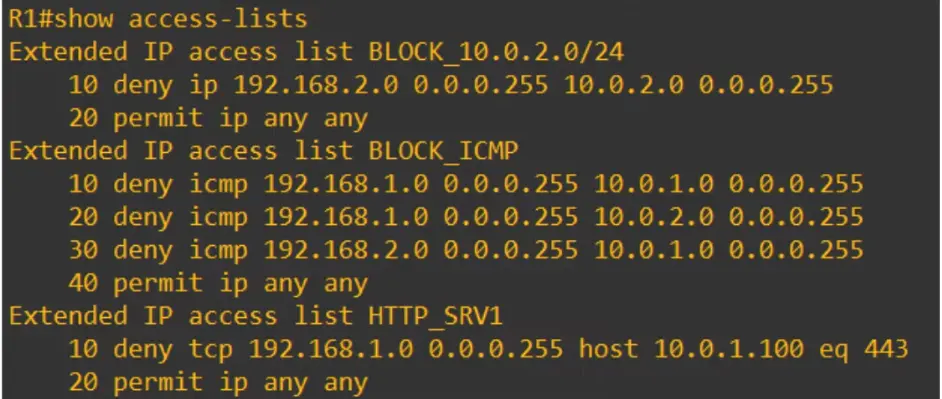 R1#show access-lists
Extended IP access list BLOCK_10.0.2.0/24
10 deny ip 192.168.2.0 0.0.0.255 10.0.2.0 0.0.0.255
20 permit ip any any
Extended IP access list BLOCK_ICMP
10 deny icmp 192.168.1.0 0.0.0.255 10.0.1.0 0.0.0.255
20 deny icmp 192.168.1.0 0.0.0.255 10.0.2.0 0.0.0.255
30 deny icmp 192.168.2.0 0.0.0.255 10.0.1.0 0.0.0.255
40 permit ip any any
Extended IP access list HTTP_SRV1
10 deny tcp 192.168.1.0 0.0.0.255 host 10.0.1.100 eq 443
20 permit ip any any